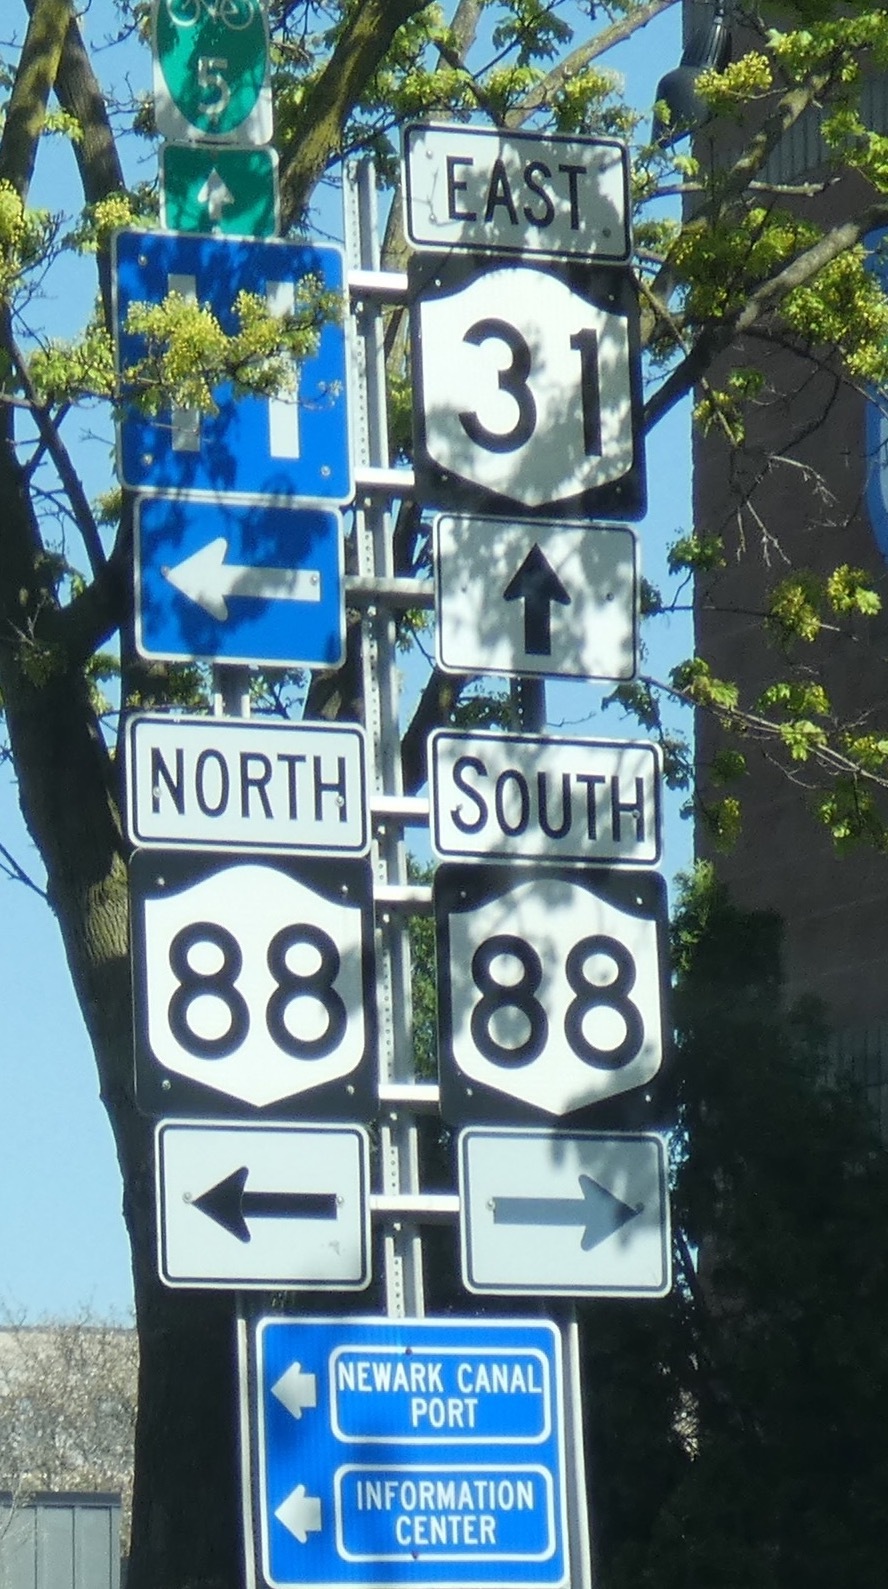 5
EAST
31
H
NORTH
88
SOUTH
88
NEWARK CANAL
PORT
INFORMATION
CENTER